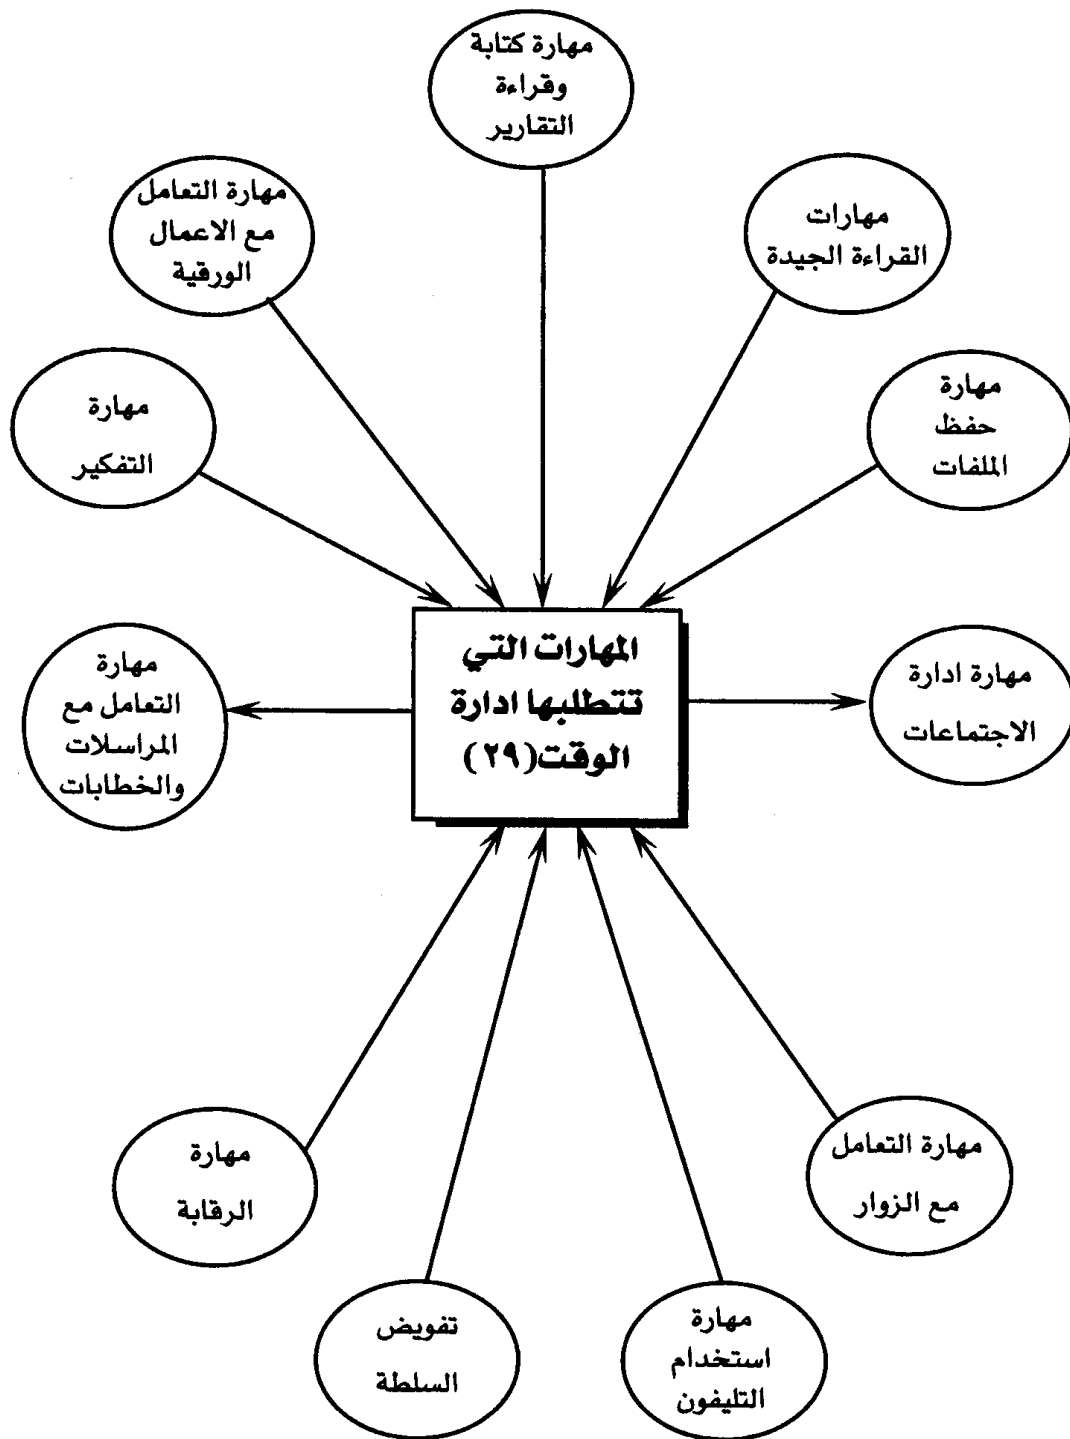 مهارة كتابة
وقراءة
التقارير
مهارات
القراءة الجيدة
مهارة التعامل
مع الاعمال
الورقية
مهارة
حفظ
الملفات
مهارة
التفكير
المهارات التي
تتطلبها ادارة
الوقت(٢٩)
مهارة ادارة
الاجتماعات
مهارة
التعامل مع
المراسلات
والخطابات
مهارة التعامل
مع الزوار
مهارة
الرقابة
مهارة
استخدام
التليفون
تفويض
السلطة